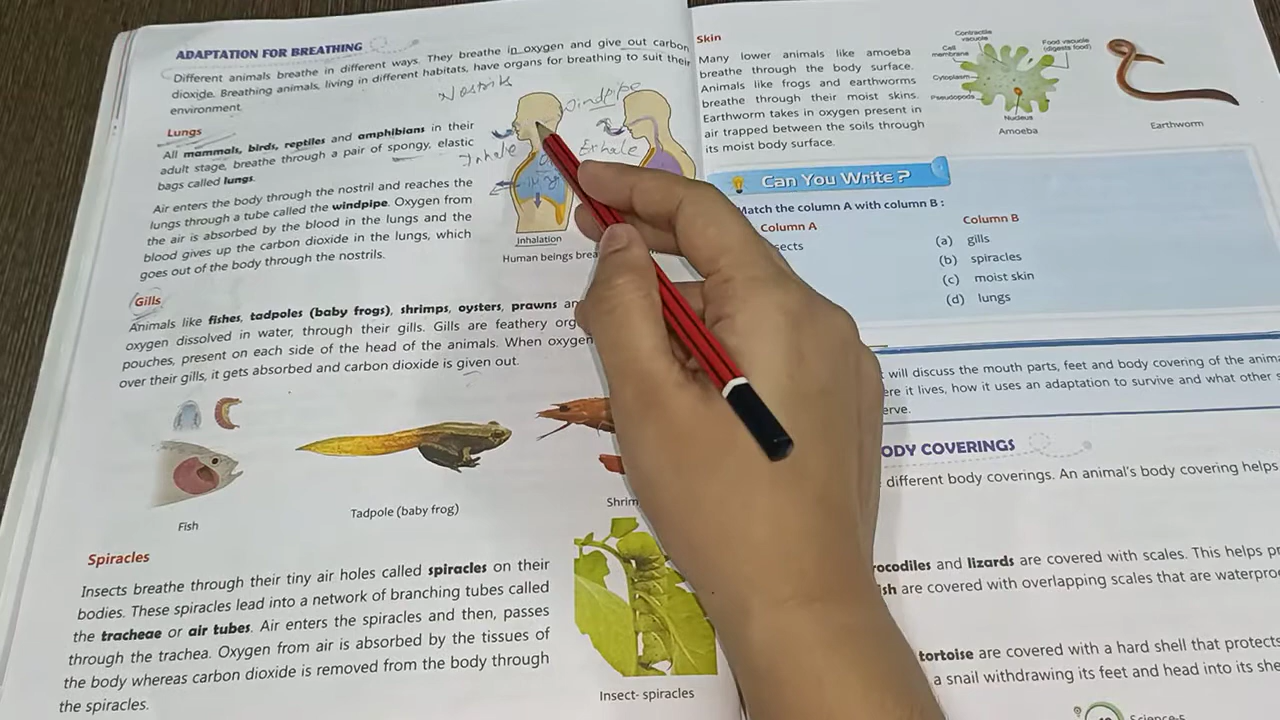 ADAPTATION FOR BREATHING
Different animals breathe in different ways. They breathe in oxygen and give out carbon
dioxide. Breathing animals, living in different habitats, have organs for breathing to suit their
environment.
Nostrils
Windpipe
Lungs
All mammals, birds, reptiles and amphibians in their
adult stage, breathe through a pair of spongy, elastic
bags called lungs.
Inhale
Exhale
Air enters the body through the nostril and reaches the
lungs through a tube called the windpipe. Oxygen from
the air is absorbed by the blood in the lungs and the
blood gives up the carbon dioxide in the lungs, which
goes out of the body through the nostrils.
Inhalation
Human beings brea
Gills
Animals like fishes, tadpoles (baby frogs), shrimps, oysters, prawns an
oxygen dissolved in water, through their gills. Gills are feathery org
pouches, present on each side of the head of the animals. When oxygen
over their gills, it gets absorbed and carbon dioxide is given out.
Fish
Tadpole (baby frog)
Shrim
Spiracles
Insects breathe through their tiny air holes called spiracles on their
bodies. These spiracles lead into a network of branching tubes called
the tracheae or air tubes. Air enters the spiracles and then, passes
through the trachea. Oxygen from air is absorbed by the tissues of
the body whereas carbon dioxide is removed from the body through
the spiracles.
Insect- spiracles
Skin
Many lower animals like amoeba
breathe through the body surface.
Animals like frogs and earthworms
breathe through their moist skins.
Earthworm takes in oxygen present in
air trapped between the soils through
its moist body surface.
Contractile
vacuole
Cell
membrane
Food vacuole
(digests food)
Cytoplasm
Pseudopods
Nucleus
Amoeba
Earthworm
Can You Write?
Match the column A with column B :
Column A
Column B
sects
(a) gills
(b) spiracles
(c) moist skin
(d) lungs
will discuss the mouth parts, feet and body covering of the anima
ere it lives, how it uses an adaptation to survive and what other
erve.
ODY COVERINGS
different body coverings. An animal's body covering helps
rocodiles and lizards are covered with scales. This helps pr
sh are covered with overlapping scales that are waterproo
tortoise are covered with a hard shell that protects
a snail withdrawing its feet and head into its she
Science-5